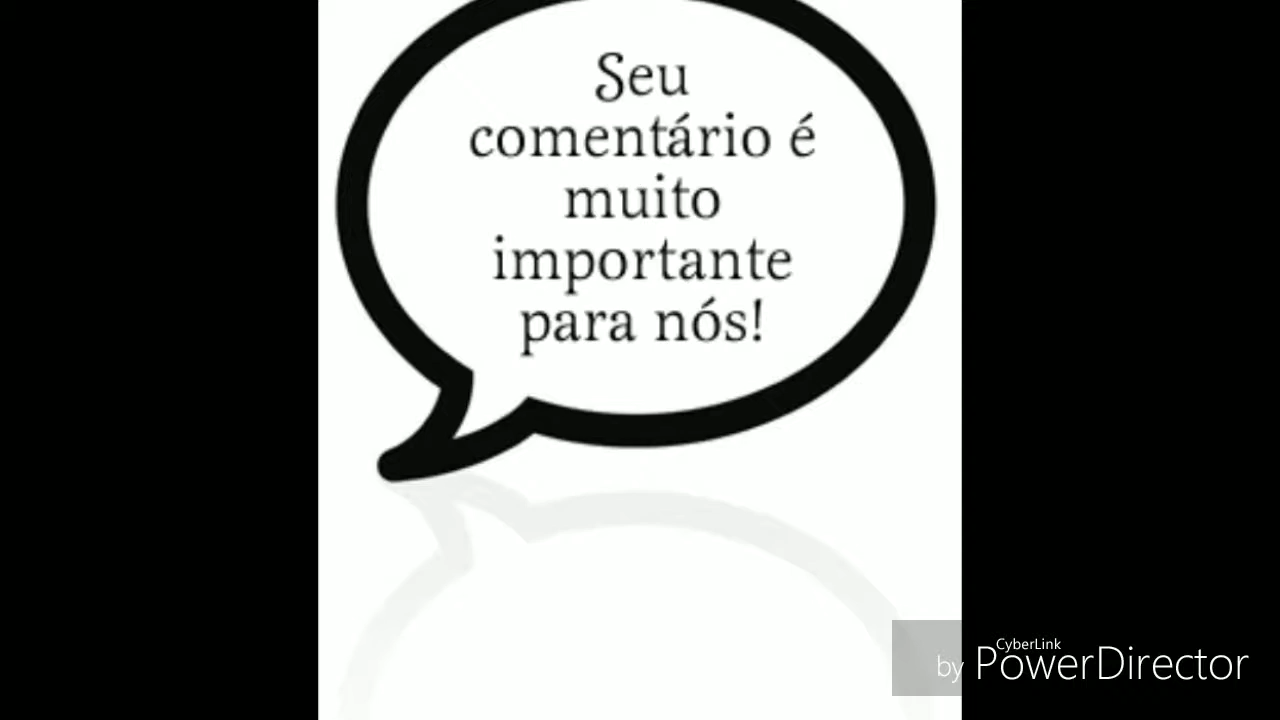 Seu
comentário é
muito
importante
para nós!
CyberLink
by PowerDirector